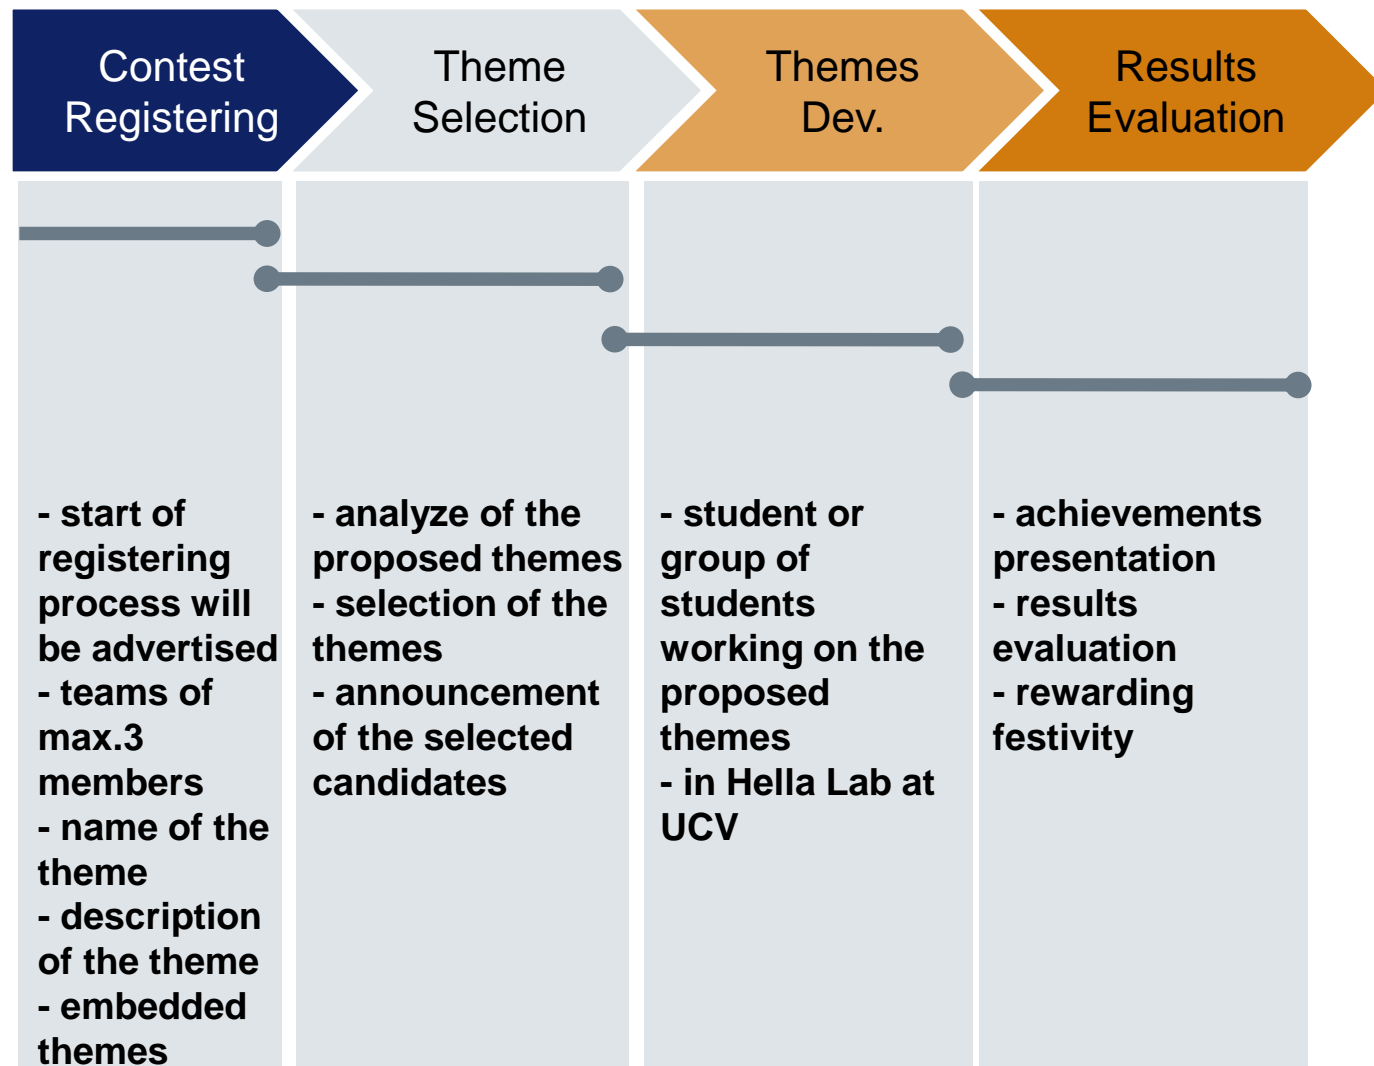 Contest
Registering
Theme
Selection
Themes
Dev.
Results
Evaluation
- start of
registering
process will
be advertised
- teams of
max.3
members
- name of the
theme
- description
of the theme
- embedded
themes
- analyze of the
proposed themes
- selection of the
themes
- announcement
of the selected
candidates
- student or
group of
students
working on the
proposed
themes
- in Hella Lab at
UCV
- achievements
presentation
- results
evaluation
- rewarding
festivity